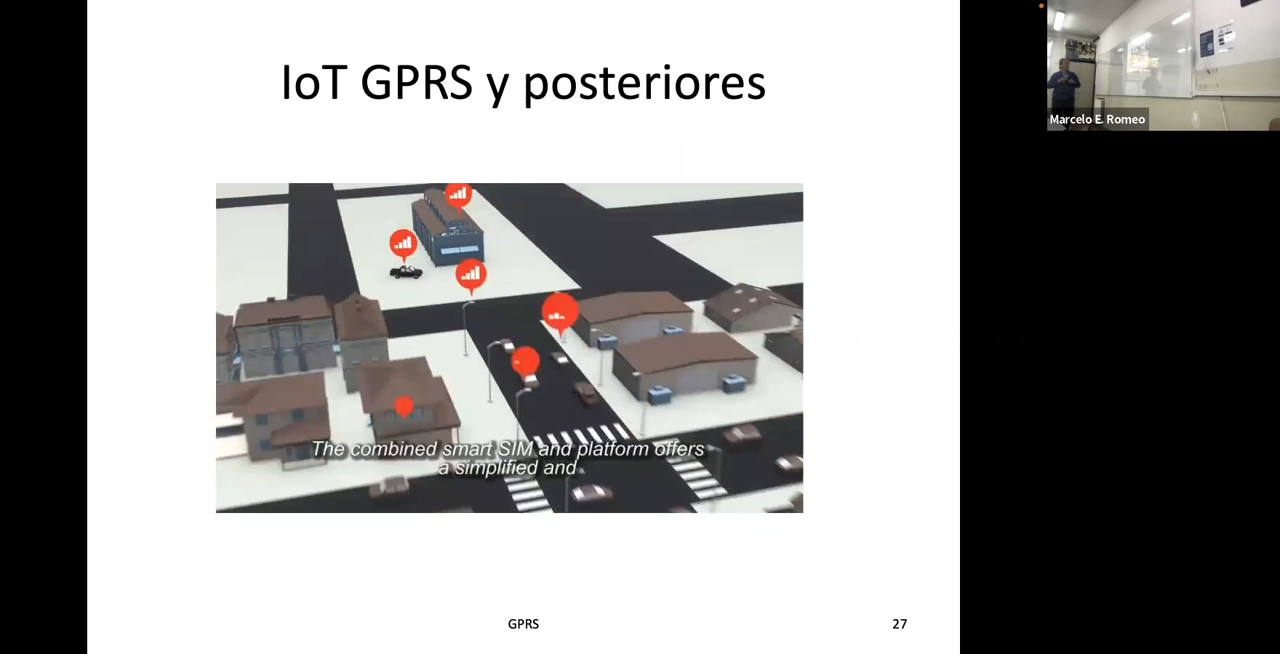 IoT GPRS y posteriores
Marcelo E. Romeo
The combined smart SIM and platform offers
a simplified and
GPRS
27